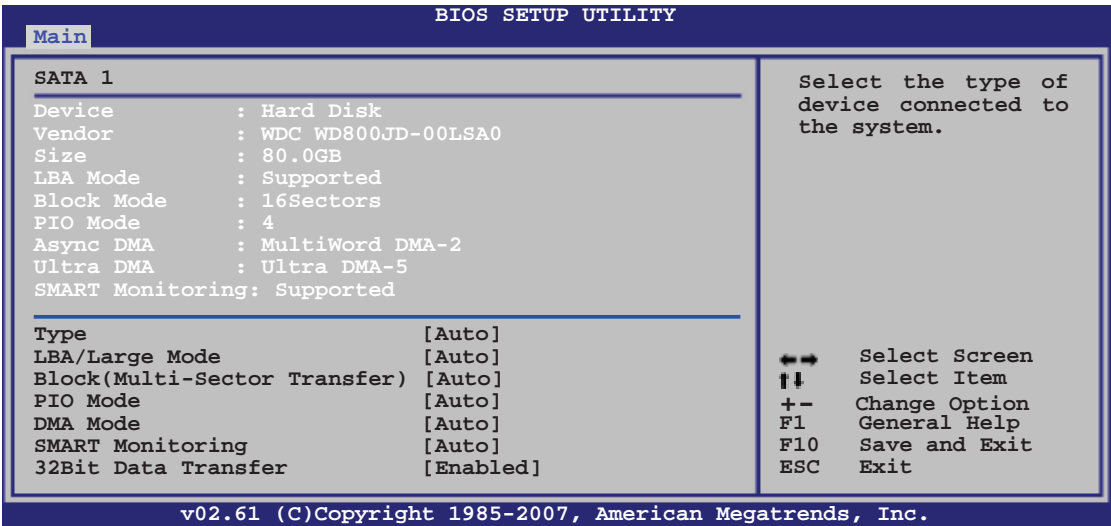 BIOS SETUP UTILITY
Main
SATA 1
Device : Hard Disk
Vendor : WDC WD800JD-00LSA0
Size : 80.0GB
LBA Mode : Supported
Block Mode : 16Sectors
PIO Mode : 4
Async DMA : MultiWord DMA-2
Ultra DMA : Ultra DMA-5
SMART Monitoring: Supported
Type [Auto]
LBA/Large Mode [Auto]
Block(Multi-Sector Transfer) [Auto]
PIO Mode [Auto]
DMA Mode [Auto]
SMART Monitoring [Auto]
32Bit Data Transfer [Enabled]
Select the type of
device connected to
the system.
←→ Select Screen
↑↓ Select Item
+- Change Option
F1 General Help
F10 Save and Exit
ESC Exit
v02.61 (C)Copyright 1985-2007, American Megatrends, Inc.